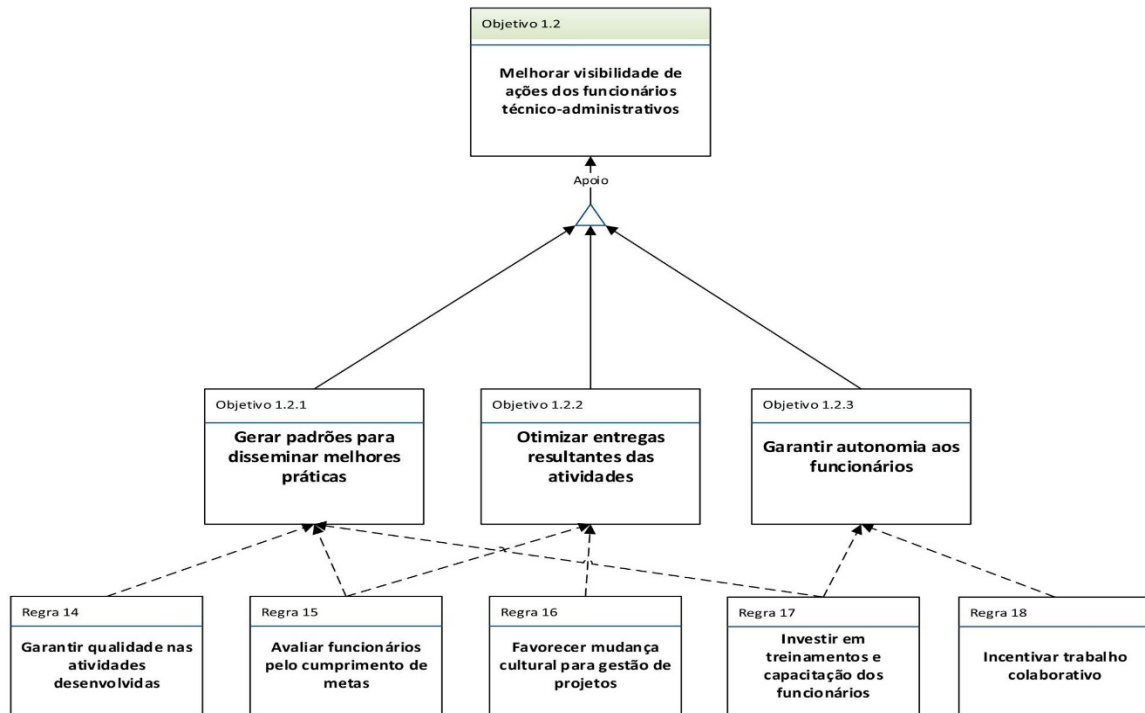 Objetivo 1.2
Melhorar visibilidade de
ações dos funcionários
técnico-administrativos
Apoio
Objetivo 1.2.1
Gerar padrões para
disseminar melhores
práticas
Objetivo 1.2.2
Otimizar entregas
resultantes das
atividades
Objetivo 1.2.3
Garantir autonomia aos
funcionários
Regra 14
Garantir qualidade nas
atividades
desenvolvidas
Regra 15
Avaliar funcionários
pelo cumprimento de
metas
Regra 16
Favorecer mudança
cultural para gestão de
projetos
Regra 17
Investir em
treinamentos e
capacitação dos
funcionários
Regra 18
Incentivar trabalho
colaborativo